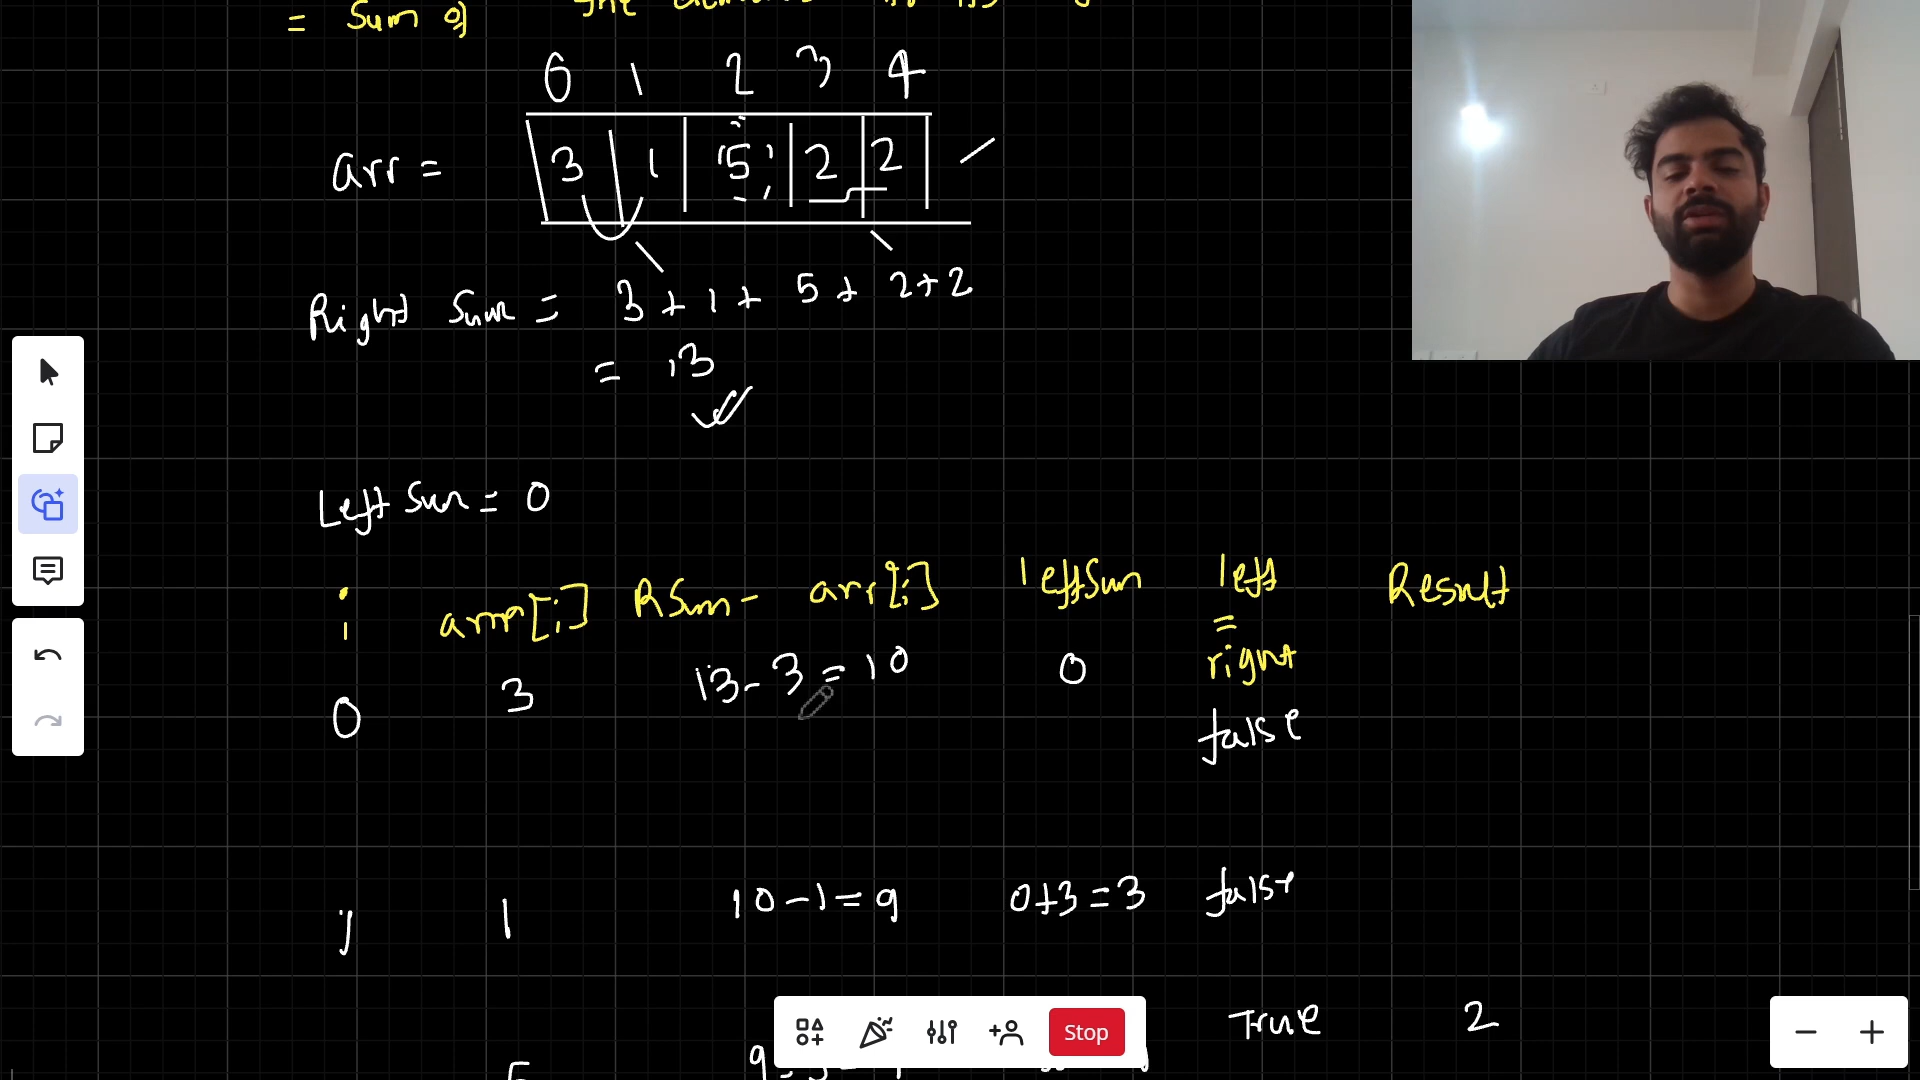 = Sum of the
0 1 2 3 4
arr = 3 1 5 2 2
Right Sum = 3 + 1 + 5 + 2 + 2
= 13
Left Sum = 0
i arr[i] RSum - arr[i] leftSum left = right Result
0 3 13 - 3 = 10 0 false
1 1 10 - 1 = 9 0+3 = 3 false
True 2
Stop